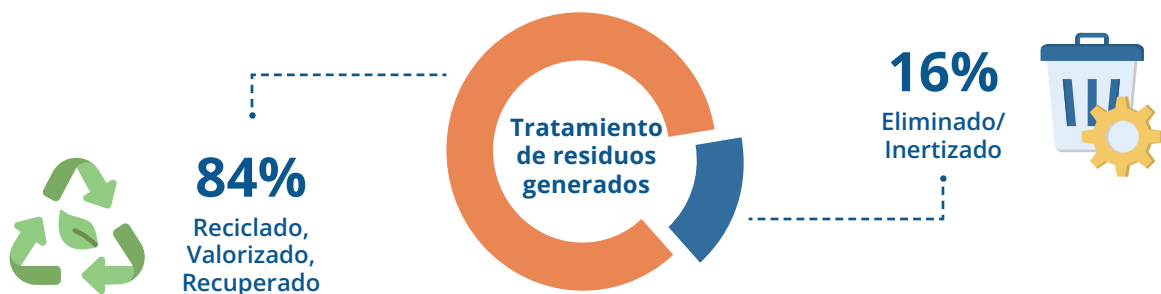 84%
Reciclado,
Valorizado,
Recuperado
Tratamiento
de residuos
generados
16%
Eliminado/
Inertizado